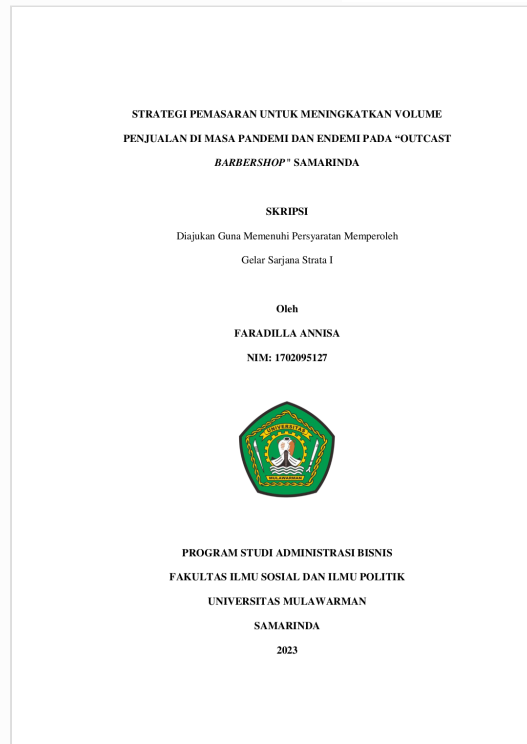 STRATEGI PEMASARAN UNTUK MENINGKATKAN VOLUME
PENJUALAN DI MASA PANDEMI DAN ENDEMI PADA “OUTCAST
BARBERSHOP" SAMARINDA
SKRIPSI
Diajukan Guna Memenuhi Persyaratan Memperoleh
Gelar Sarjana Strata I
Oleh
FARADILLA ANNISA
NIM: 1702095127
UNIVERSITAS
MULAWARMAN
PROGRAM STUDI ADMINISTRASI BISNIS
FAKULTAS ILMU SOSIAL DAN ILMU POLITIK
UNIVERSITAS MULAWARMAN
SAMARINDA
2023